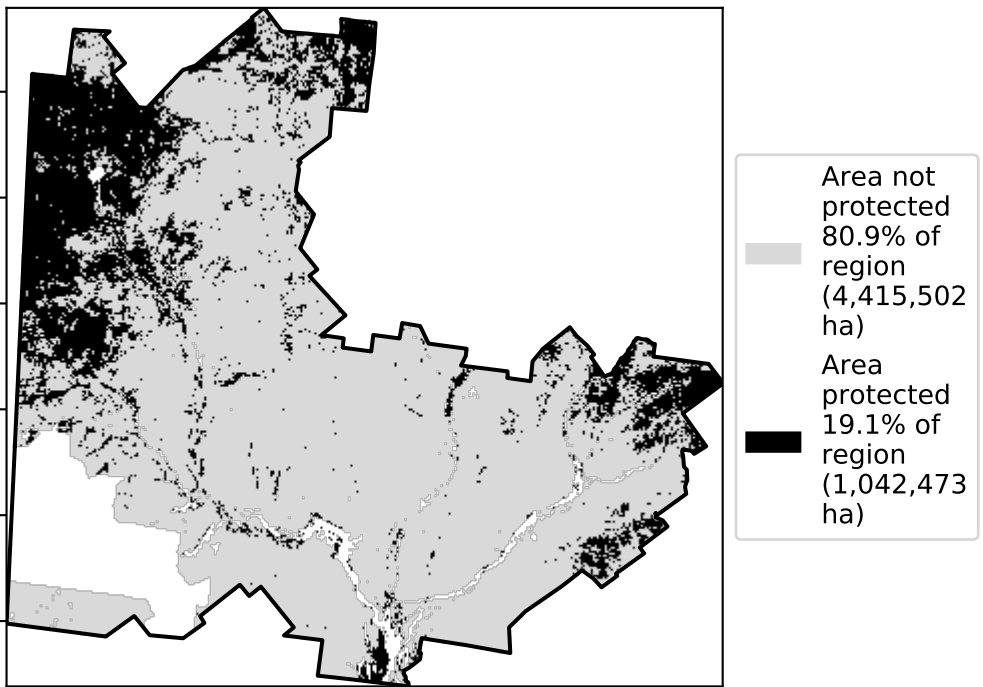 Area not
protected
80.9% of
region
(4,415,502
ha)
Area
protected
19.1% of
region
(1,042,473
ha)